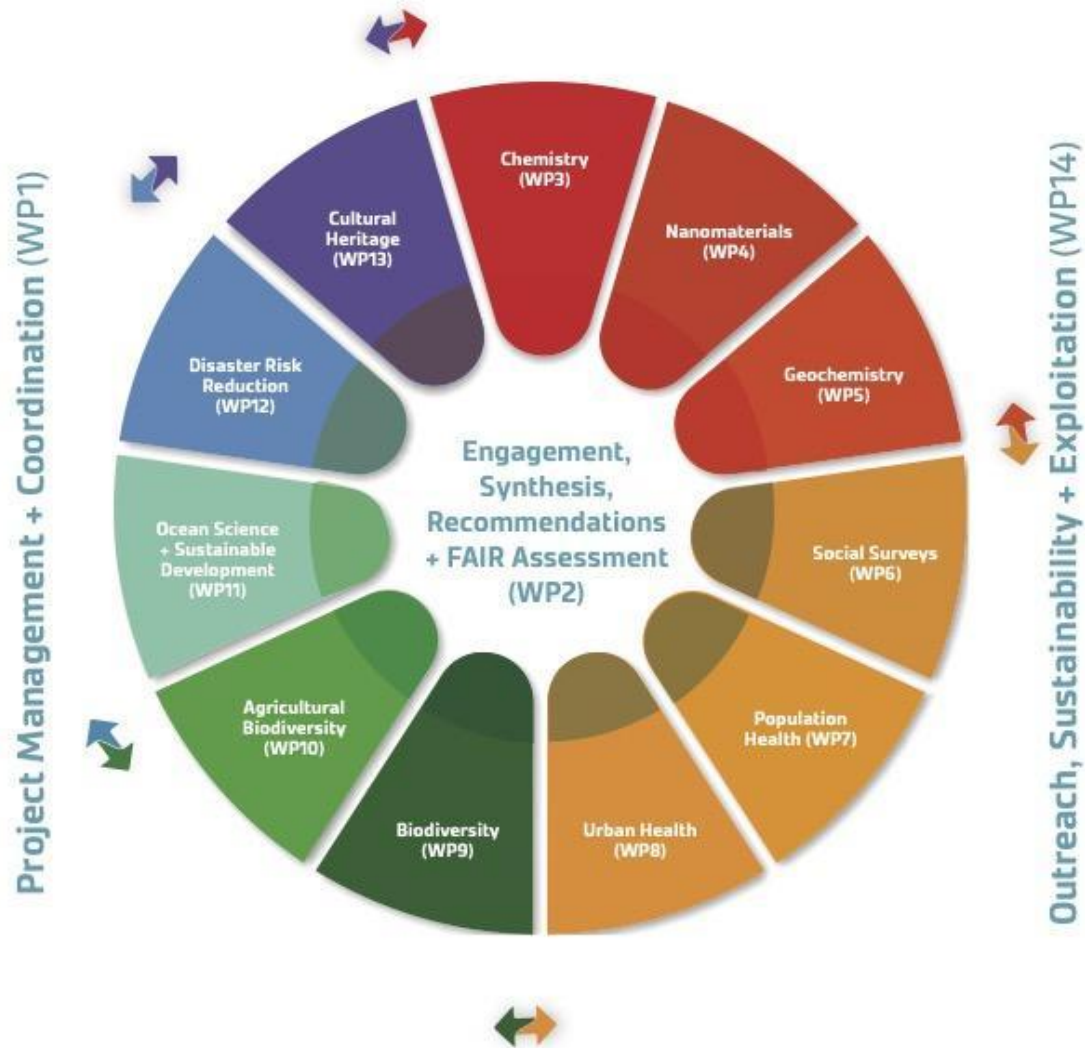 Project Management + Coordination (WP1)
Chemistry
(WP3)
Nanomaterials
(WP4)
Geochemistry
(WP5)
Social Surveys
(WP6)
Population
Health (WP7)
Urban Health
(WP8)
Biodiversity
(WP9)
Agricultural
Biodiversity
(WP10)
Ocean Science
+ Sustainable
Development
(WP11)
Disaster Risk
Reduction
(WP12)
Cultural
Heritage
(WP13)
Engagement,
Synthesis,
Recommendations
+ FAIR Assessment
(WP2)
Outreach, Sustainability + Exploitation (WP14)